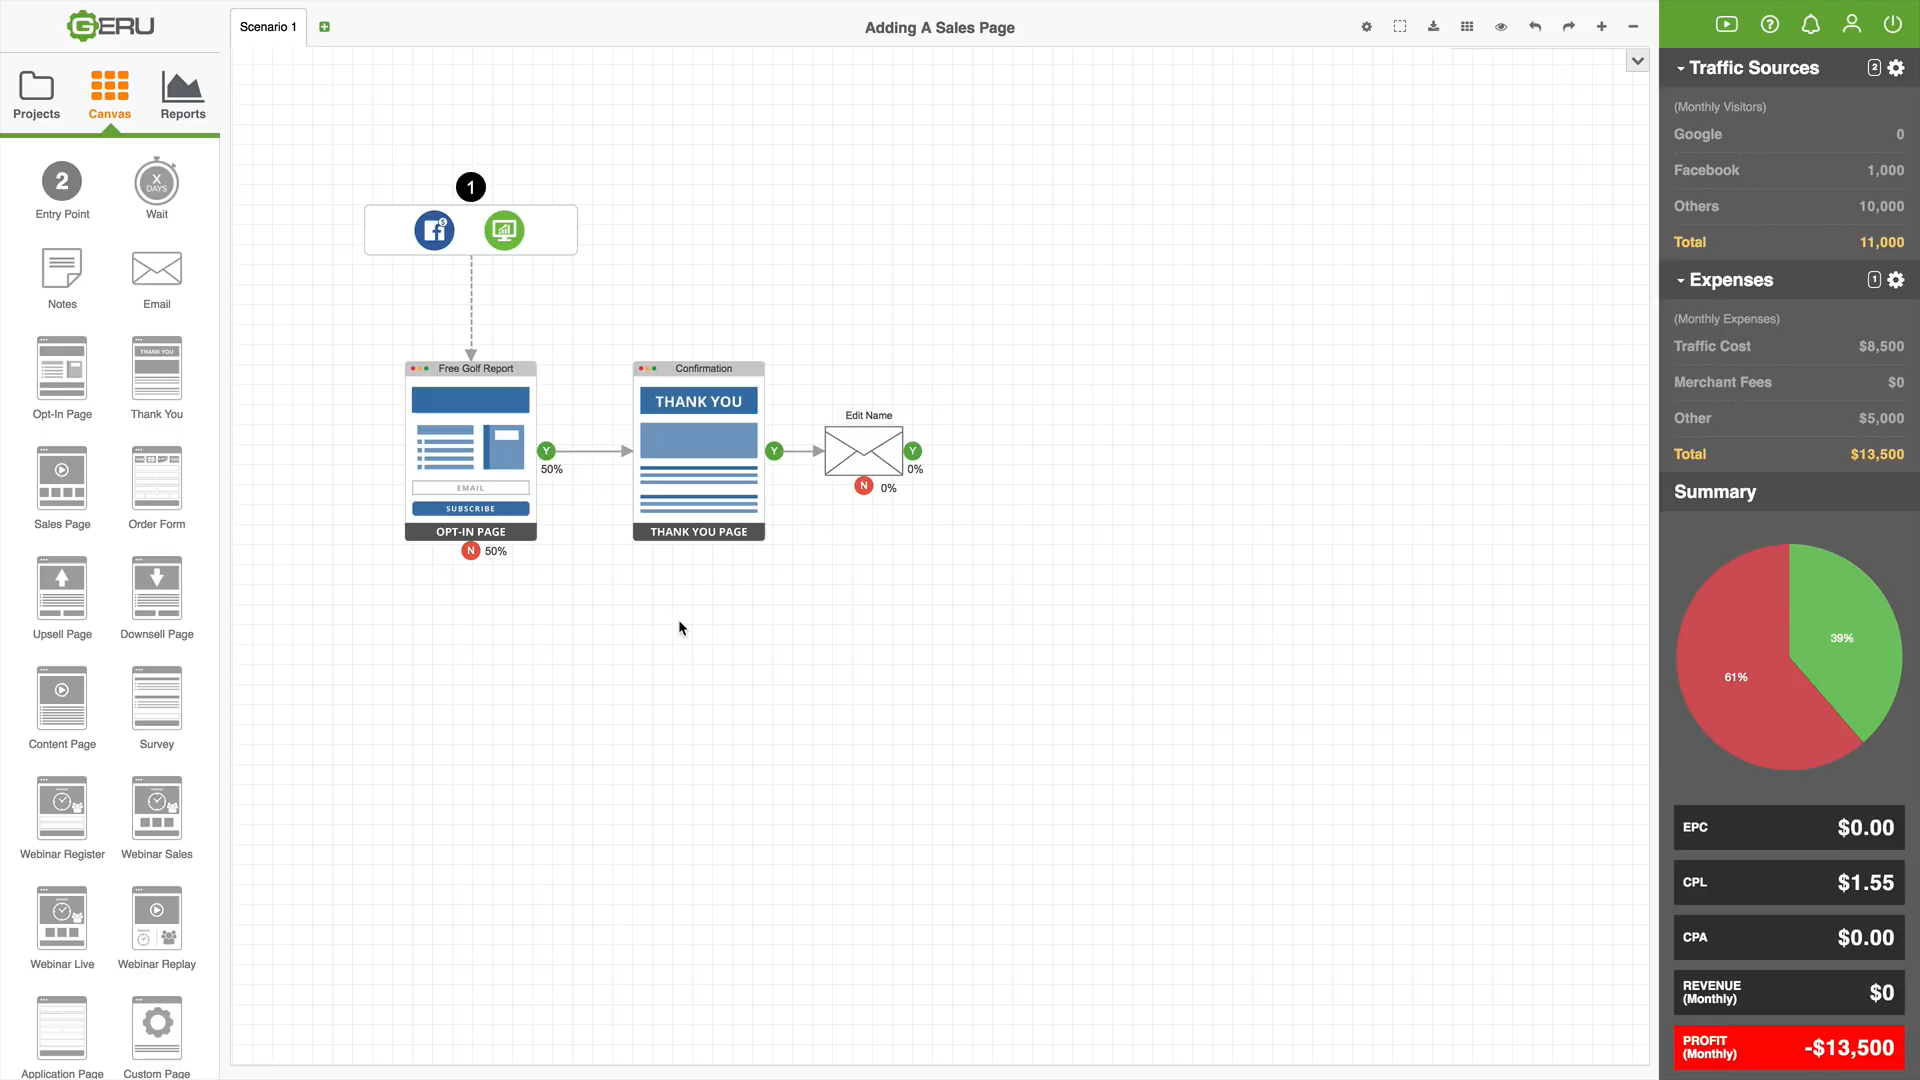 GERU
Scenario 1
Adding A Sales Page
Projects
Canvas
Reports
2
Entry Point
X
DAYS
Wait
Notes
Email
Opt-In Page
THANK YOU
Thank You
Sales Page
Order Form
Upsell Page
Downsell Page
Content Page
Survey
Webinar Register
Webinar Sales
Webinar Live
Webinar Replay
Application Page
Custom Page
1
Free Golf Report
EMAIL
SUBSCRIBE
OPT-IN PAGE
Y
50%
N
50%
Confirmation
THANK YOU
THANK YOU PAGE
Y
Edit Name
Y
0%
N
0%
Traffic Sources
2
(Monthly Visitors)
Google 0
Facebook 1,000
Others 10,000
Total 11,000
Expenses
1
(Monthly Expenses)
Traffic Cost $8,500
Merchant Fees $0
Other $5,000
Total $13,500
Summary
39%
61%
EPC $0.00
CPL $1.55
CPA $0.00
REVENUE
(Monthly) $0
PROFIT
(Monthly) -$13,500